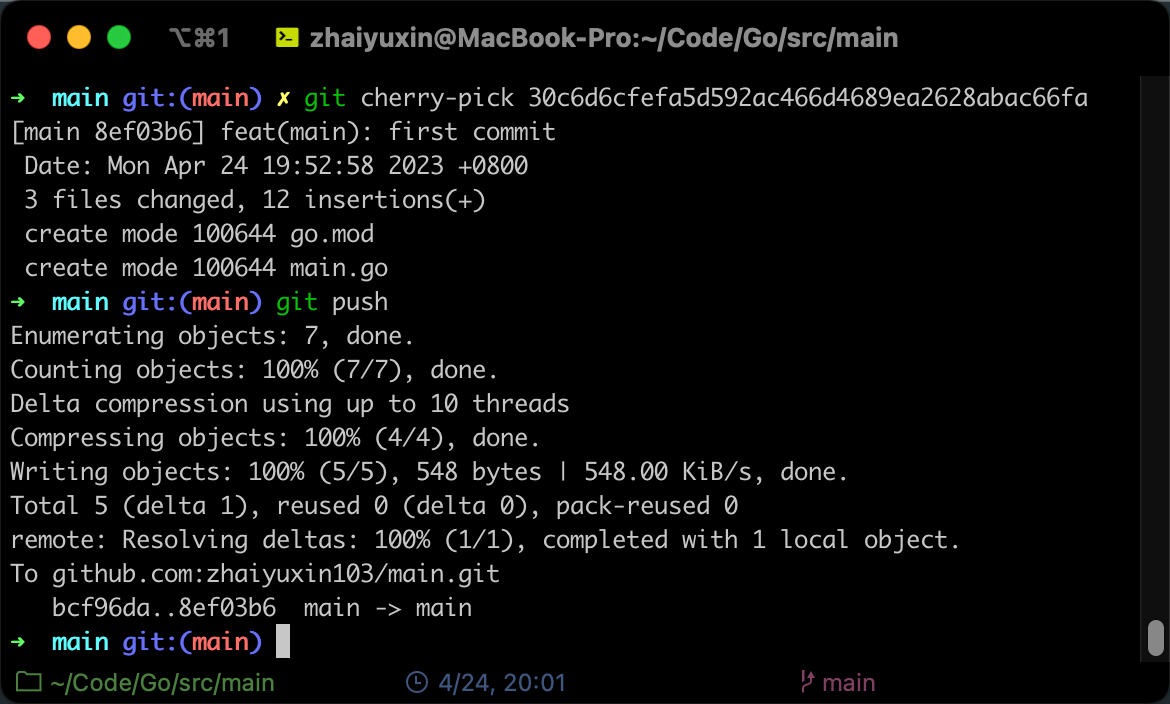 ⌥⌘1 zhaiyuxin@MacBook-Pro:~/Code/Go/src/main
➜  main git:(main) ✗ git cherry-pick 30c6d6cfefa5d592ac466d4689ea2628abac66fa
[main 8ef03b6] feat(main): first commit
 Date: Mon Apr 24 19:52:58 2023 +0800
 3 files changed, 12 insertions(+)
 create mode 100644 go.mod
 create mode 100644 main.go
➜  main git:(main) git push
Enumerating objects: 7, done.
Counting objects: 100% (7/7), done.
Delta compression using up to 10 threads
Compressing objects: 100% (4/4), done.
Writing objects: 100% (5/5), 548 bytes | 548.00 KiB/s, done.
Total 5 (delta 1), reused 0 (delta 0), pack-reused 0
remote: Resolving deltas: 100% (1/1), completed with 1 local object.
To github.com:zhaiyuxin103/main.git
   bcf96da..8ef03b6  main -> main
➜  main git:(main)
~/Code/Go/src/main 4/24, 20:01 main